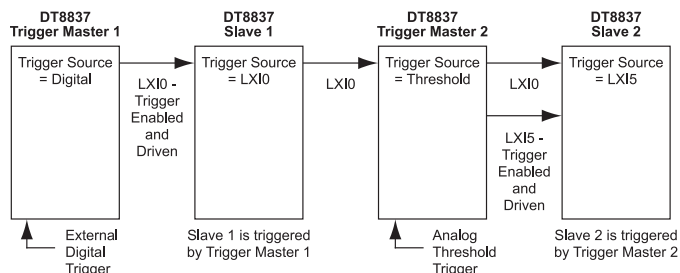 DT8837
Trigger Master 1
DT8837
Slave 1
DT8837
Trigger Master 2
DT8837
Slave 2
Trigger Source
= Digital
LXI0 -
Trigger
Enabled
and
Driven
Trigger Source
= LXI0
LXI0
Trigger Source
=Threshold
LXI0
LXI5 -
Trigger
Enabled
and
Driven
Trigger Source
= LXI5
External
Digital
Trigger
Slave 1 is triggered
by Trigger Master 1
Analog
Threshold
Trigger
Slave 2 is triggered
by Trigger Master 2